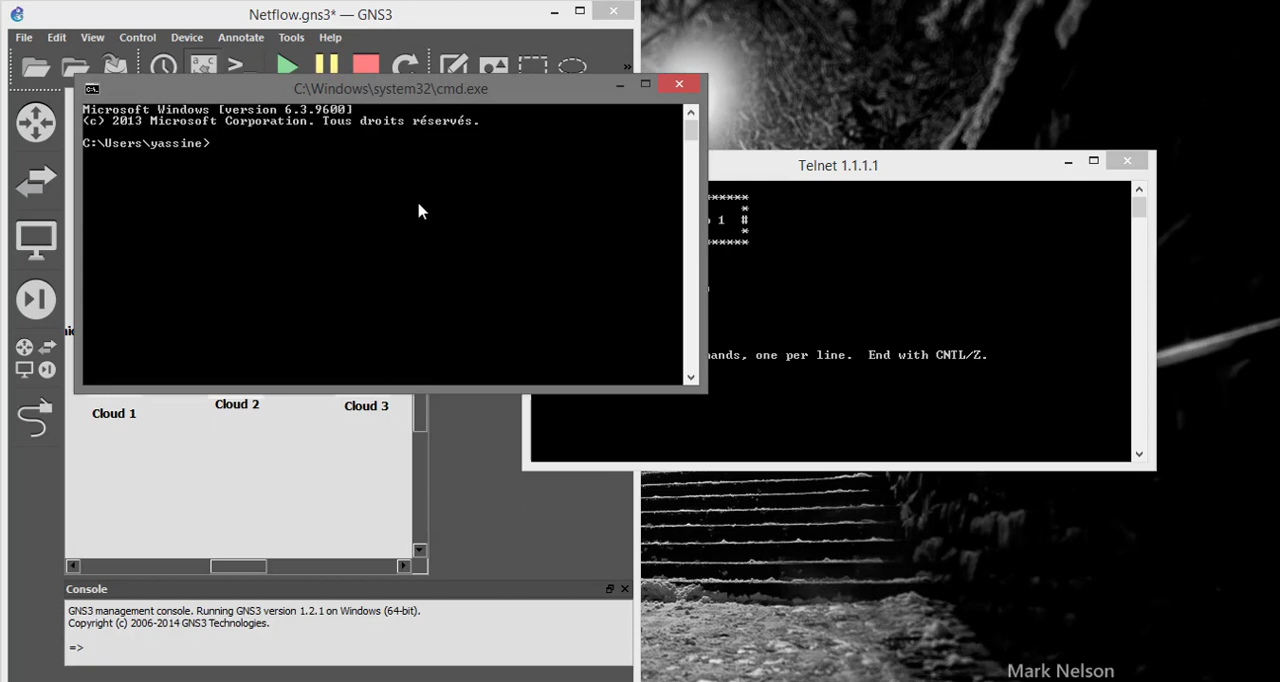 Netflow.gns3* — GNS3
File Edit View Control Device Annotate Tools Help
C:\Windows\system32\cmd.exe
Microsoft Windows [version 6.3.9600]
(c) 2013 Microsoft Corporation. Tous droits réservés.
C:\Users\yassine>
Telnet 1.1.1.1
1 #
mands, one per line. End with CNTL/Z.
Cloud 1
Cloud 2
Cloud 3
Console
GNS3 management console. Running GNS3 version 1.2.1 on Windows (64-bit).
Copyright (c) 2006-2014 GNS3 Technologies.
=>
Mark Nelson